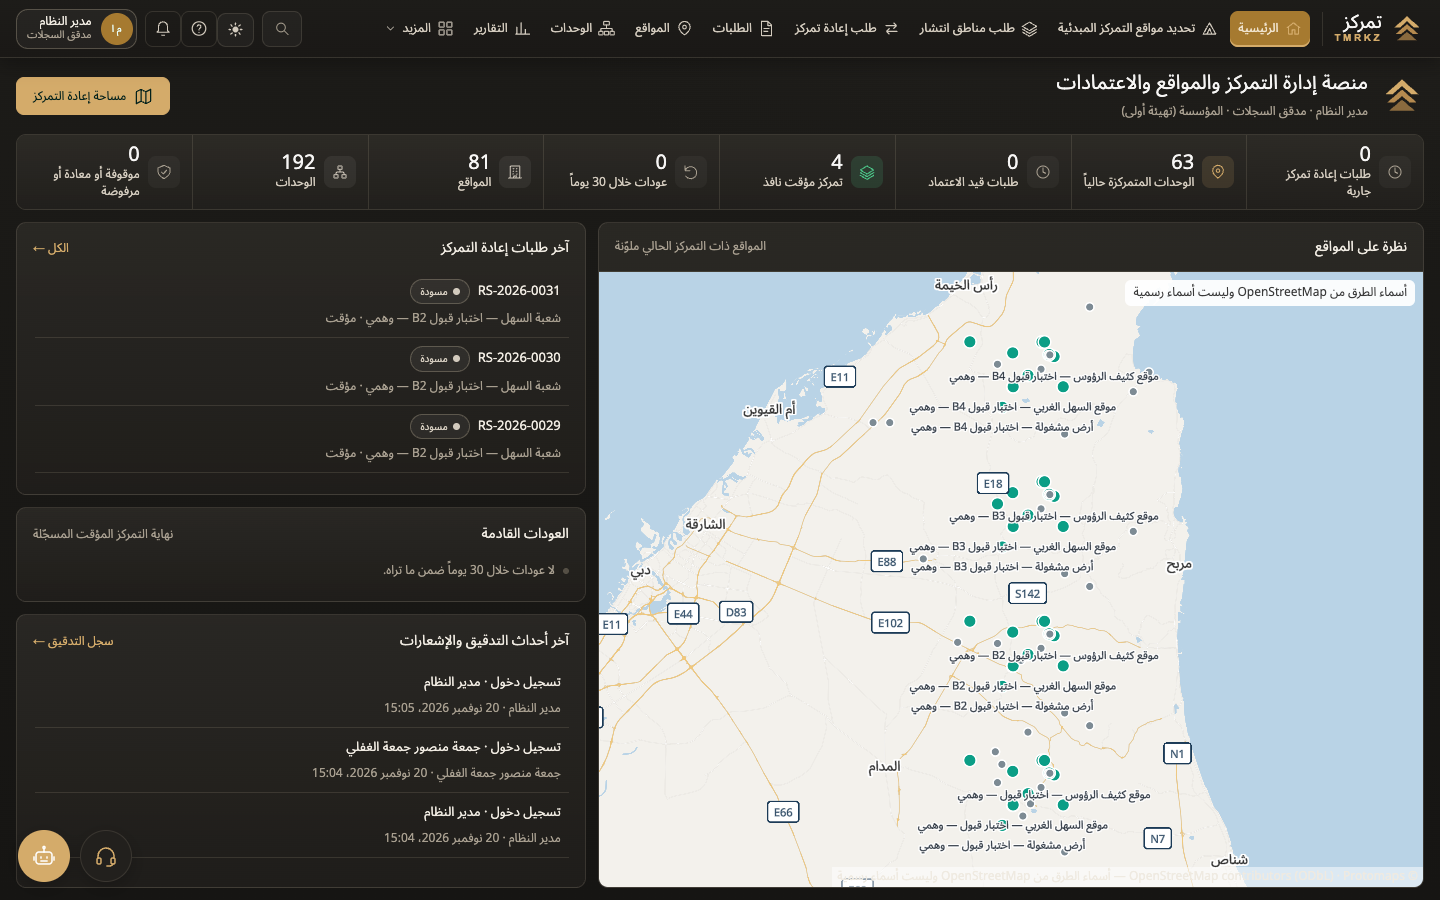 تمركز
TMRKZ
الرئيسية
تحديد مواقع التمركز المبدئية
طلب مناطق انتشار
طلب إعادة تمركز
الطلبات
المواقع
الوحدات
التقارير
المزيد
مدير النظام
مدقق السجلات
م ا
منصة إدارة التمركز والمواقع والاعتمادات
مدير النظام · مدقق السجلات · المؤسسة (تهيئة أولى)
مساحة إعادة التمركز
0
طلبات إعادة تمركز جارية
63
الوحدات المتمركزة حالياً
0
طلبات قيد الاعتماد
4
تمركز مؤقت نافذ
0
عودات خلال 30 يوماً
81
المواقع
192
الوحدات
0
موقوفة أو معادة أو مرفوضة
نظرة على المواقع
المواقع ذات التمركز الحالي ملوّنة
أسماء الطرق من OpenStreetMap وليست أسماء رسمية
رأس الخيمة
E11
موقع كثيف الرؤوس — اختبار قبول B4 — وهمي
أم القيوين
موقع السهل الغربي — اختبار قبول B4 — وهمي
أرض مشغولة — اختبار قبول B4 — وهمي
E18
موقع كثيف الرؤوس — اختبار قبول B3 — وهمي
الشارقة
موقع السهل الغربي — اختبار قبول B3 — وهمي
E88
أرض مشغولة — اختبار قبول B3 — وهمي
مربح
دبي
S142
E44
D83
E11
E102
موقع كثيف الرؤوس — اختبار قبول B2 — وهمي
موقع السهل الغربي — اختبار قبول B2 — وهمي
أرض مشغولة — اختبار قبول B2 — وهمي
N1
المدام
موقع كثيف الرؤوس — اختبار قبول — وهمي
E66
موقع السهل الغربي — اختبار قبول — وهمي
N7
أرض مشغولة — اختبار قبول — وهمي
شناص
أسماء الطرق من OpenStreetMap وليست أسماء رسمية — OpenStreetMap
آخر طلبات إعادة التمركز
الكل ←
RS-2026-0031
مسودة
شعبة السهل — اختبار قبول B2 — وهمي · مؤقت
RS-2026-0030
مسودة
شعبة السهل — اختبار قبول B2 — وهمي · مؤقت
RS-2026-0029
مسودة
شعبة السهل — اختبار قبول B2 — وهمي · مؤقت
العودات القادمة
نهاية التمركز المؤقت المسجّلة
لا عودات خلال 30 يوماً ضمن ما تراه.
آخر أحداث التدقيق والإشعارات
سجل التدقيق ←
تسجيل دخول · مدير النظام
مدير النظام · 20 نوفمبر 2026، 15:05
تسجيل دخول · جمعة منصور جمعة الغفلي
جمعة منصور جمعة الغفلي · 20 نوفمبر 2026، 15:04
تسجيل دخول · مدير النظام
مدير النظام · 20 نوفمبر 2026، 15:04